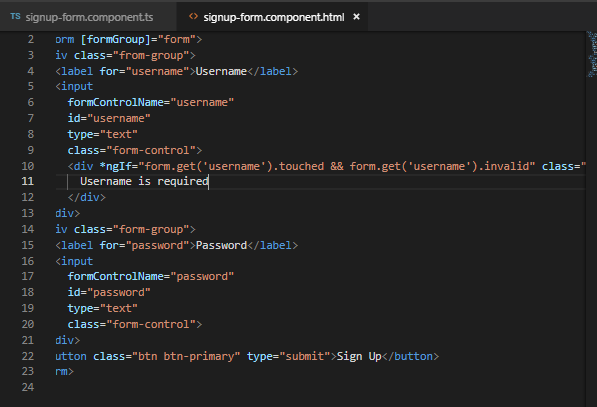 TS signup-form.component.ts
<> signup-form.component.html ×
2 orm [formGroup]="form">
3 iv class="from-group">
4 <label for="username">Username</label>
5 <input
6 formControlName="username"
7 id="username"
8 type="text"
9 class="form-control">
10 <div *ngIf="form.get('username').touched && form.get('username').invalid" class="
11 Username is required
12 </div>
13 div>
14 iv class="form-group">
15 <label for="password">Password</label>
16 <input
17 formControlName="password"
18 id="password"
19 type="text"
20 class="form-control">
21 div>
22 utton class="btn btn-primary" type="submit">Sign Up</button>
23 rm>
24